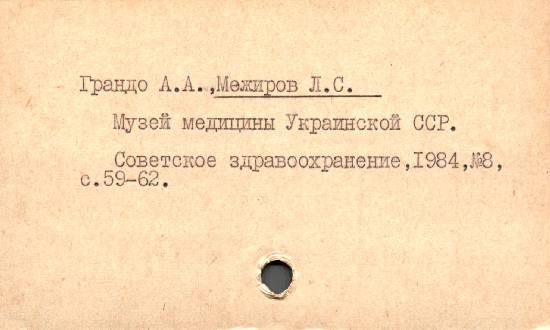 Грандо А.А.,Межиров Л.С.
Музей медицины Украинской ССР.
Советское здравоохранение,1984,№8,
с.59-62.